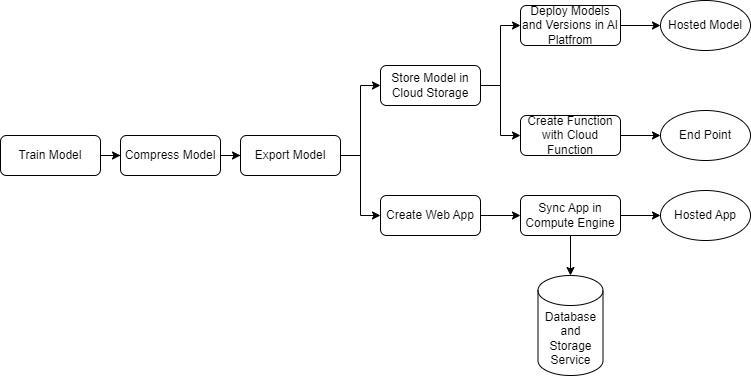 Train Model
Compress Model
Export Model
Store Model in
Cloud Storage
Deploy Models
and Versions in AI
Platfrom
Hosted Model
Create Function
with Cloud
Function
End Point
Create Web App
Sync App in
Compute Engine
Hosted App
Database
and
Storage
Service